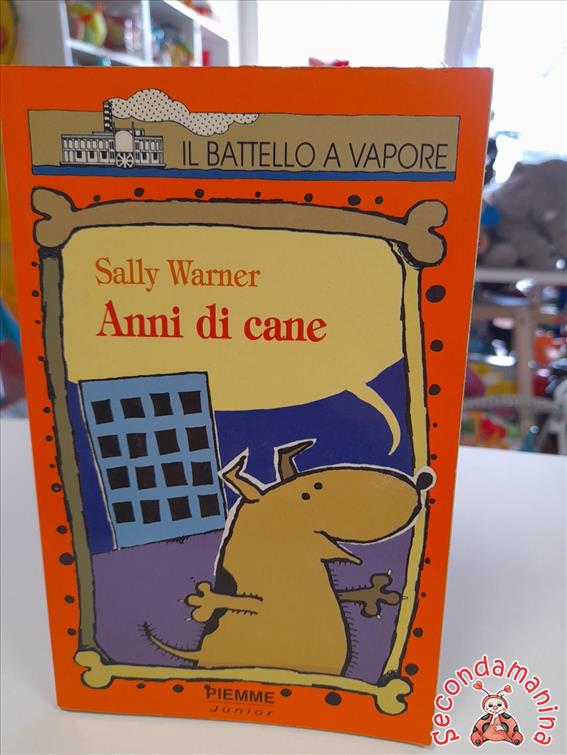 IL BATTELLO A VAPORE
Sally Warner
Anni di cane
PIEMME
Junior
Secondamanina